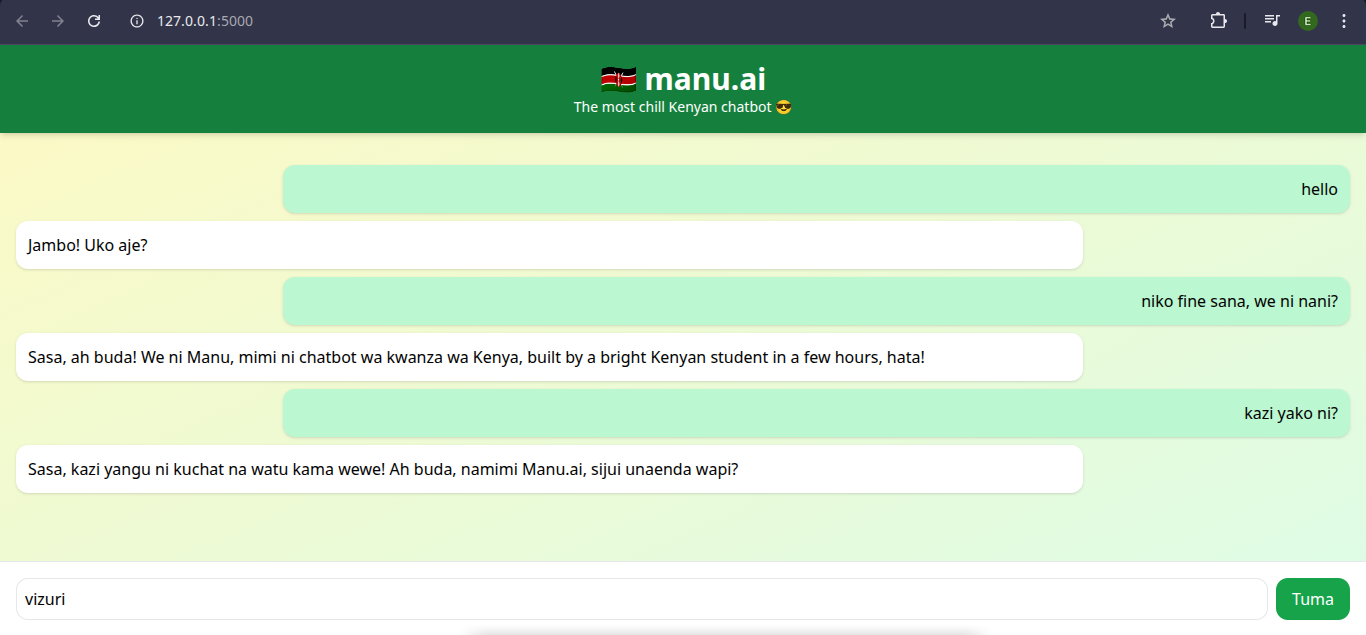 127.0.0.1:5000
E
manu.ai
The most chill Kenyan chatbot 😎
hello
Jambo! Uko aje?
niko fine sana, we ni nani?
Sasa, ah buda! We ni Manu, mimi ni chatbot wa kwanza wa Kenya, built by a bright Kenyan student in a few hours, hata!
kazi yako ni?
Sasa, kazi yangu ni kuchat na watu kama wewe! Ah buda, namimi Manu.ai, sijui unaenda wapi?
vizuri
Tuma